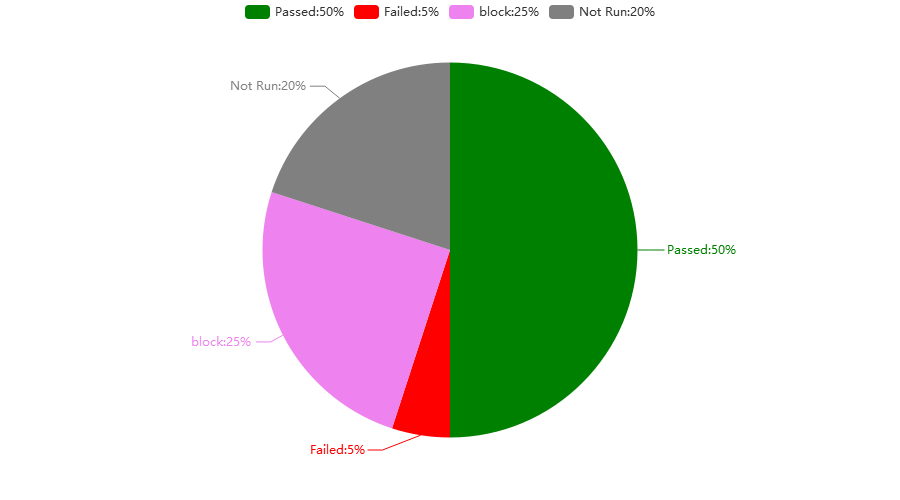 Passed:50% Failed:5% block:25% Not Run:20%
Not Run:20%
Passed:50%
block:25%
Failed:5%